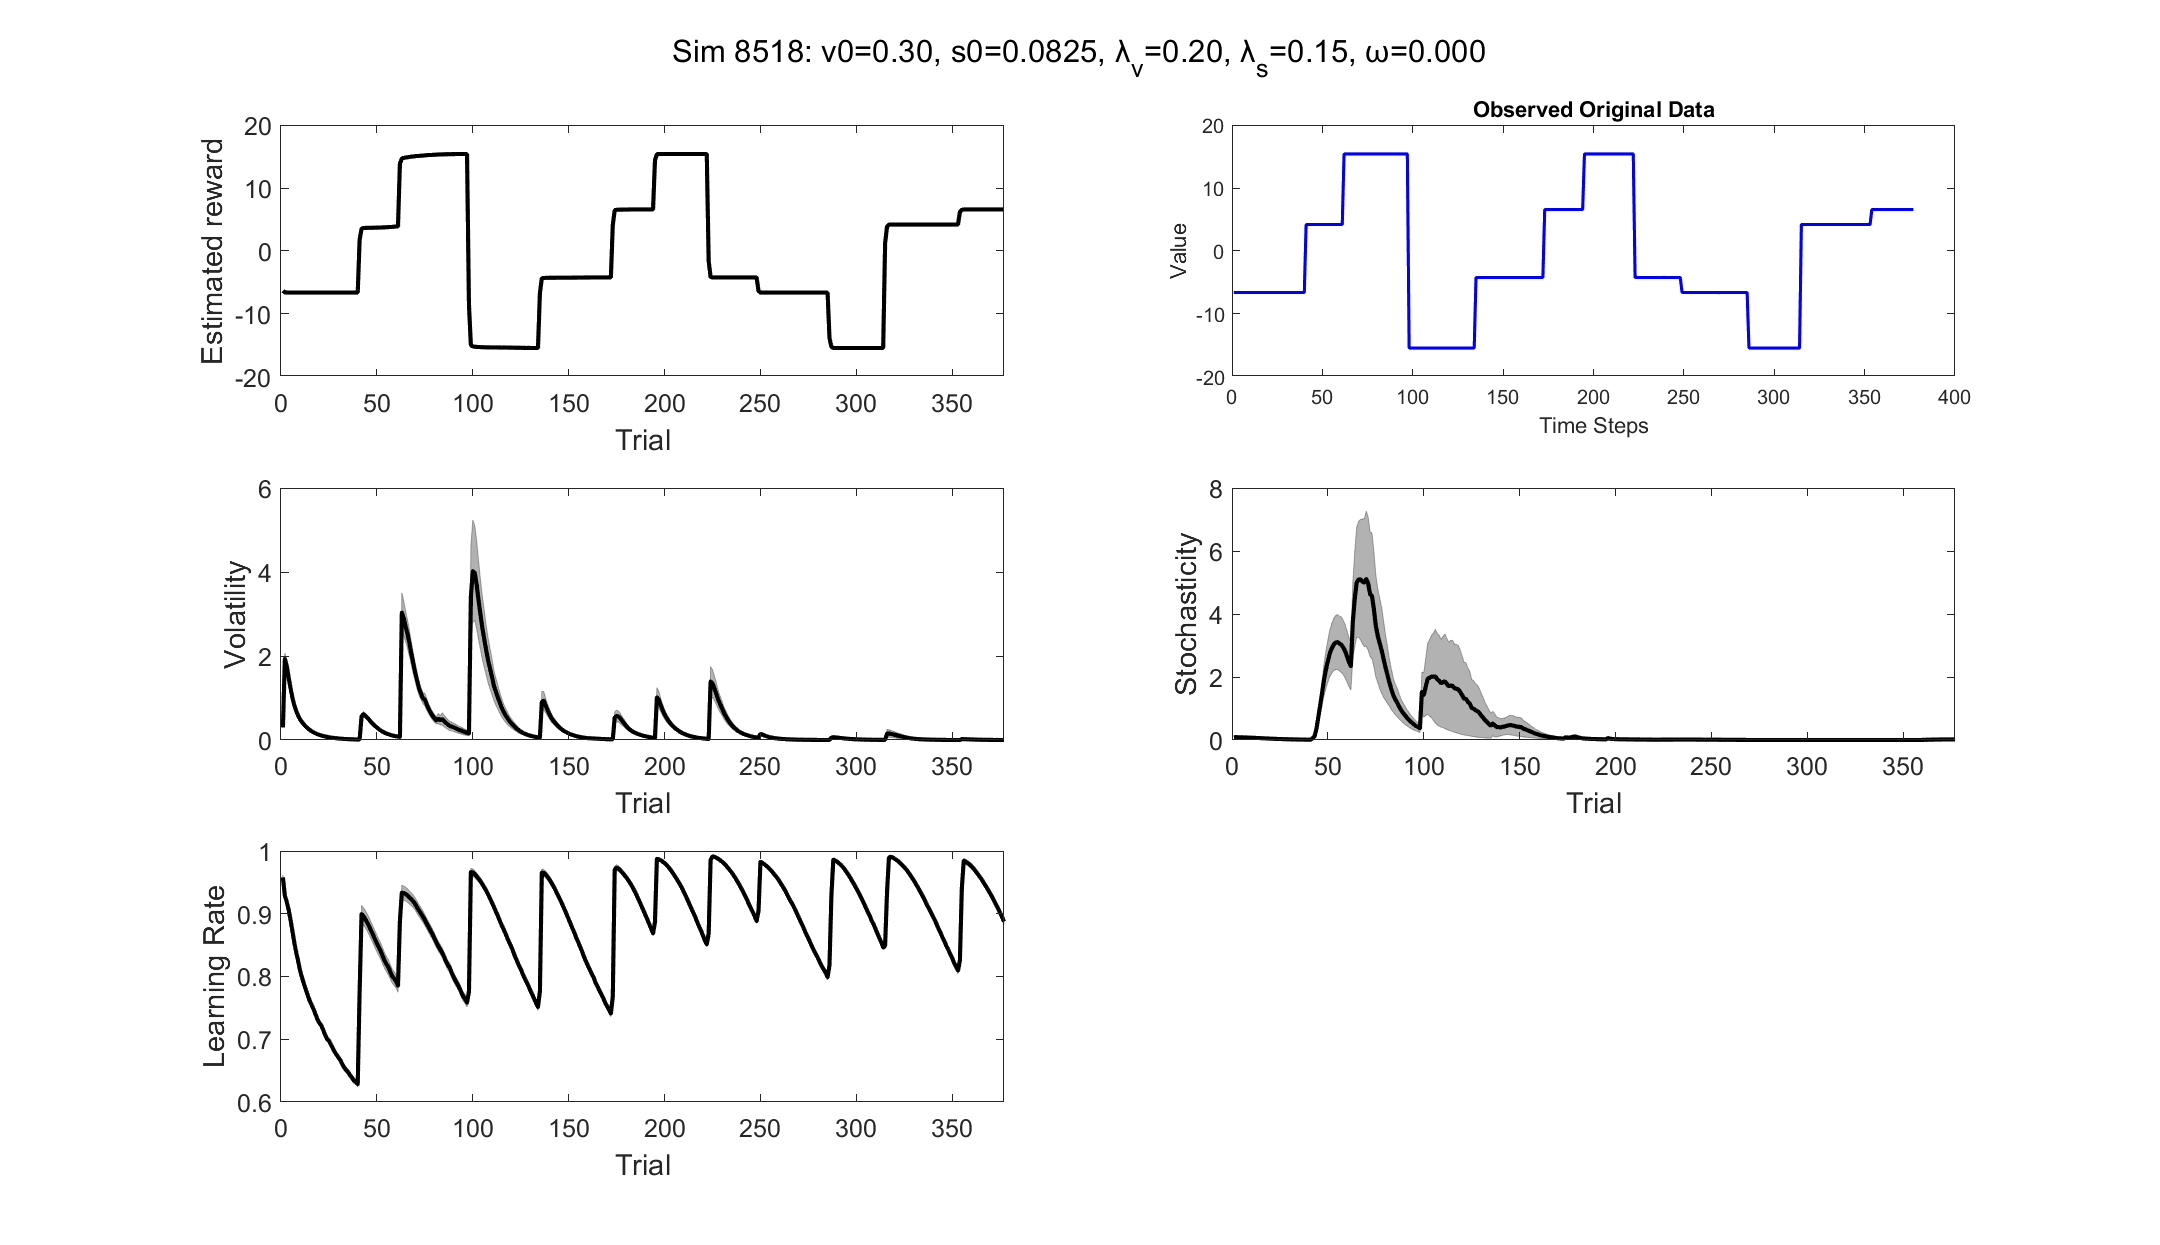 Sim 8518: v0=0.30, s0=0.0825, λv=0.20, λs=0.15, ω=0.000
20
10
0
-10
-20
Estimated reward
0 50 100 150 200 250 300 350
Trial
Observed Original Data
20
10
0
-10
-20
Value
0 50 100 150 200 250 300 350 400
Time Steps
6
4
2
0
Volatility
0 50 100 150 200 250 300 350
Trial
8
6
4
2
0
Stochasticity
0 50 100 150 200 250 300 350
Trial
1
0.9
0.8
0.7
0.6
Learning Rate
0 50 100 150 200 250 300 350
Trial